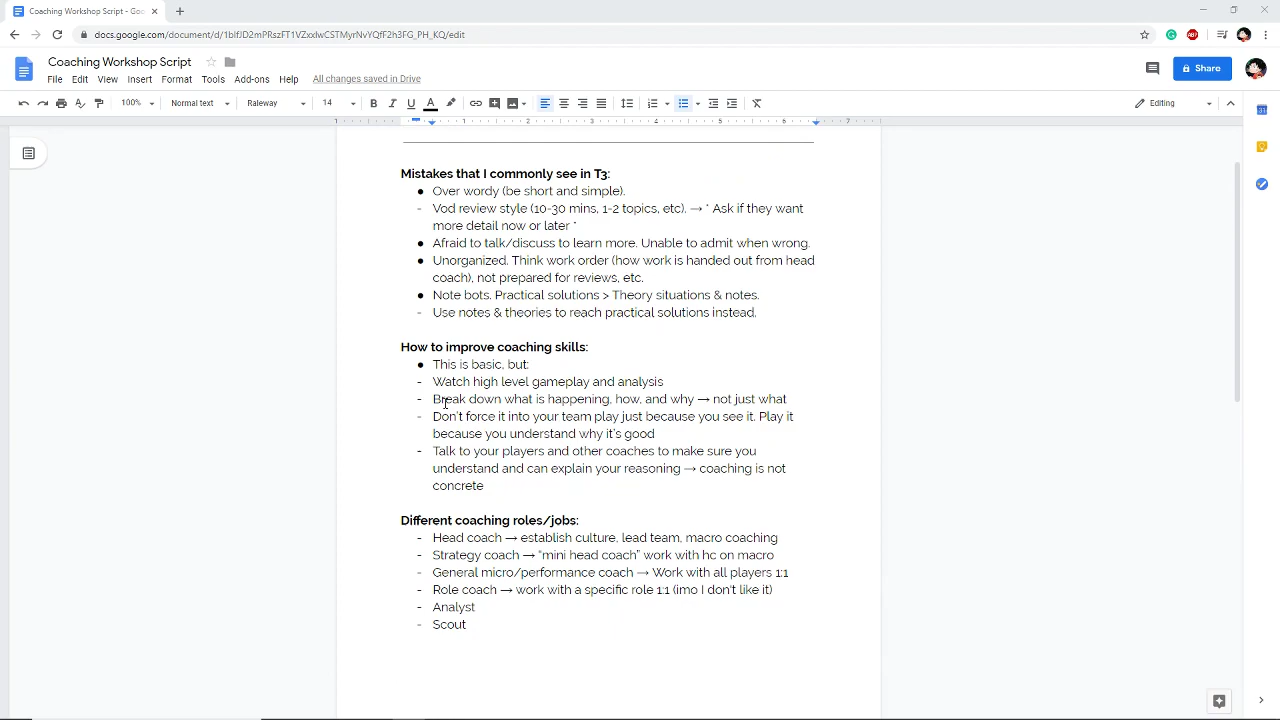 Coaching Workshop Script - Goo
docs.google.com/document/d/1bIfJD2mPRszFT1VZxxlwCSTMyrNvYQfF2h3FG_PH_KQ/edit
Coaching Workshop Script
File Edit View Insert Format Tools Add-ons Help All changes saved in Drive
Share
100% Normal text Raleway 14 B I U A Editing
1 1 2 3 4 5 6 7
Mistakes that I commonly see in T3:
● Over wordy (be short and simple).
- Vod review style (10-30 mins, 1-2 topics, etc). → * Ask if they want
more detail now or later *
● Afraid to talk/discuss to learn more. Unable to admit when wrong.
● Unorganized. Think work order (how work is handed out from head
coach), not prepared for reviews, etc.
● Note bots. Practical solutions > Theory situations & notes.
- Use notes & theories to reach practical solutions instead.
How to improve coaching skills:
● This is basic, but:
- Watch high level gameplay and analysis
- Break down what is happening, how, and why → not just what
- Don't force it into your team play just because you see it. Play it
because you understand why it's good
- Talk to your players and other coaches to make sure you
understand and can explain your reasoning → coaching is not
concrete
Different coaching roles/jobs:
- Head coach → establish culture, lead team, macro coaching
- Strategy coach → “mini head coach” work with hc on macro
- General micro/performance coach → Work with all players 1:1
- Role coach → work with a specific role 1:1 (imo I don't like it)
- Analyst
- Scout